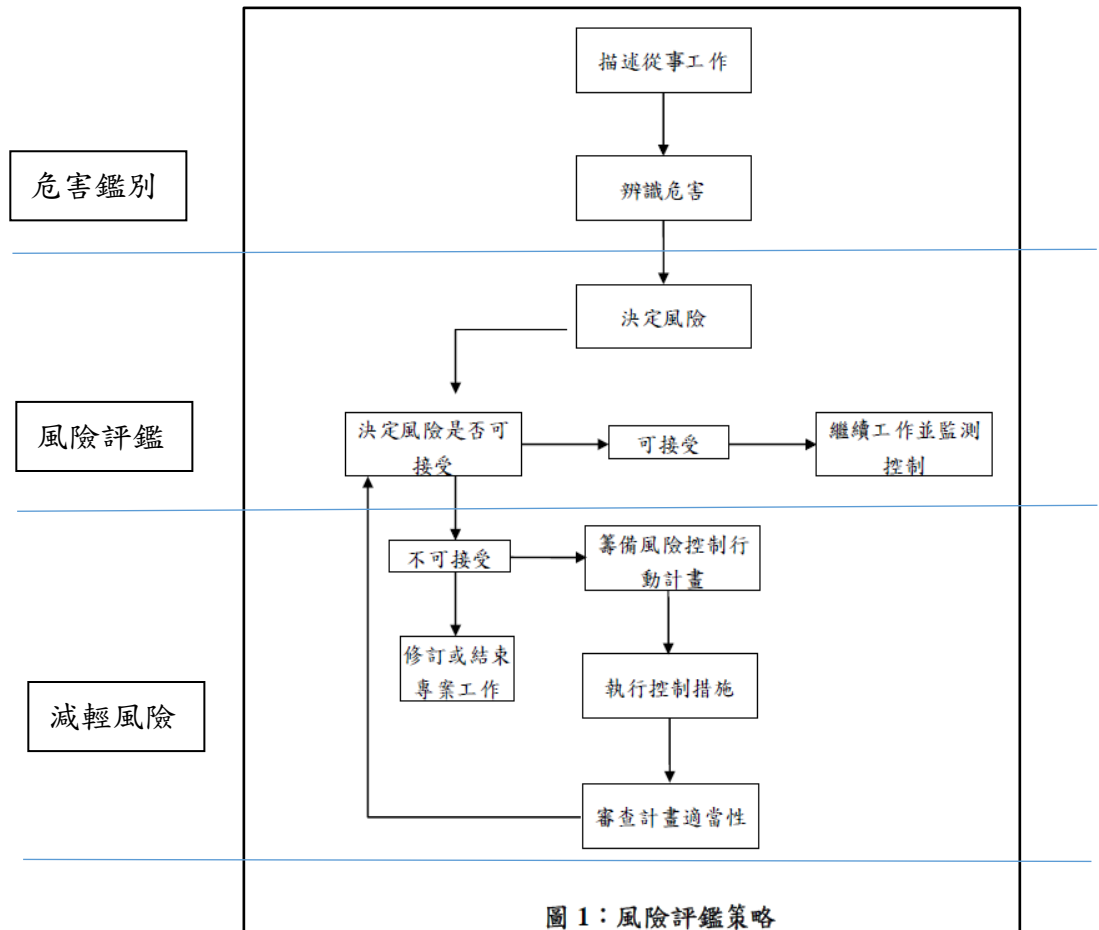 描述從事工作
危害鑑別
辨識危害
決定風險
風險評鑑
決定風險是否可
接受
可接受
繼續工作並監測
控制
不可接受
籌備風險控制行
動計畫
修訂或結束
專案工作
執行控制措施
減輕風險
審查計畫適當性
圖 1：風險評鑑策略